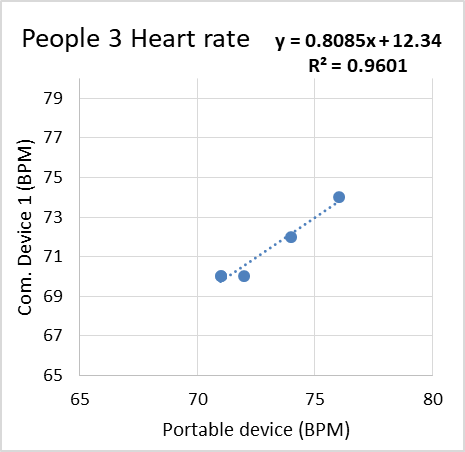 People 3 Heart rate
y = 0.8085x + 12.34
R² = 0.9601
Com. Device 1 (BPM)
79
77
75
73
71
69
67
65
65 70 75 80
Portable device (BPM)